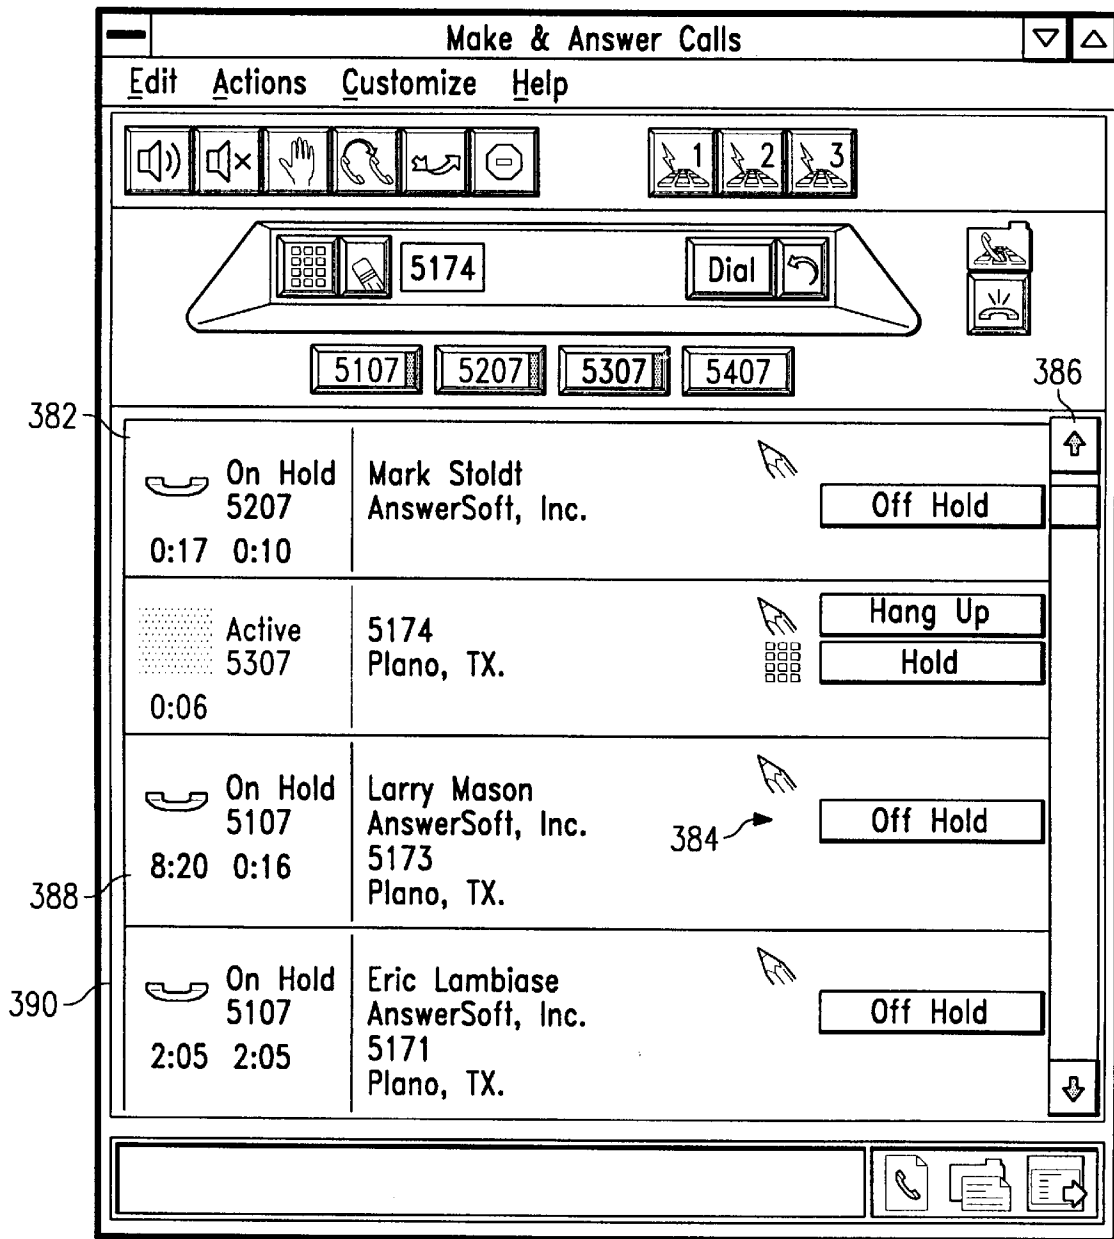 Make & Answer Calls
Edit Actions Customize Help
1 2 3
5174 Dial
5107 5207 5307 5407
386
382
On Hold
5207
0:17 0:10
Mark Stoldt
AnswerSoft, Inc.
Off Hold
Active
5307
0:06
5174
Plano, TX.
Hang Up
Hold
On Hold
5107
8:20 0:16
Larry Mason
AnswerSoft, Inc.
5173
Plano, TX.
384
Off Hold
388
390
On Hold
5107
2:05 2:05
Eric Lambiase
AnswerSoft, Inc.
5171
Plano, TX.
Off Hold